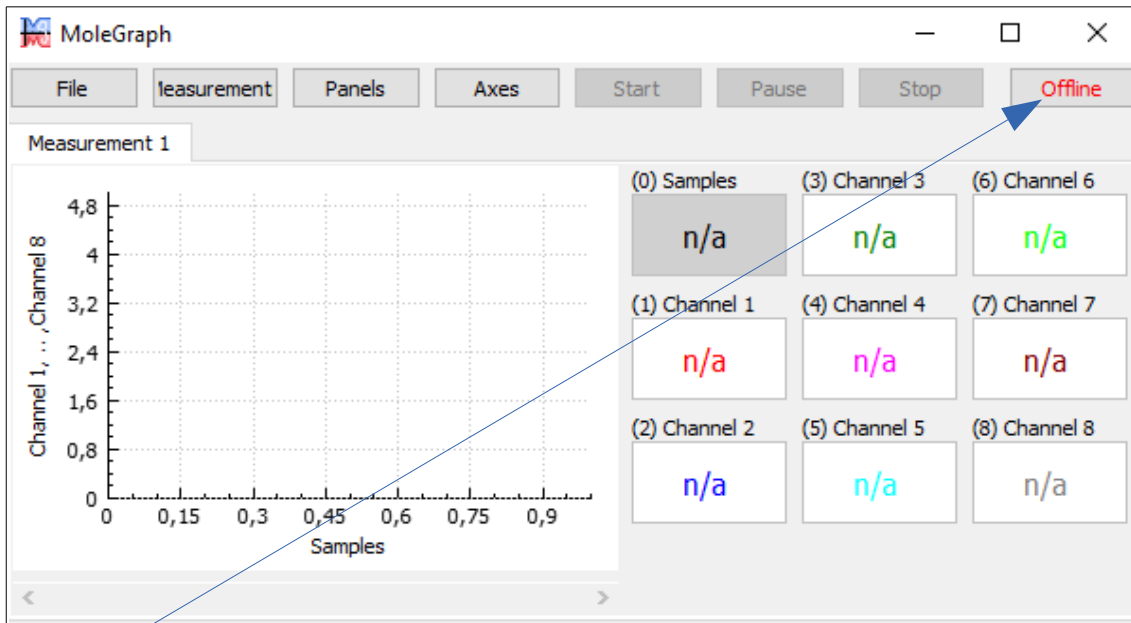 MoleGraph
File Measurement Panels Axes Start Pause Stop Offline
Measurement 1
(0) Samples (3) Channel 3 (6) Channel 6
n/a n/a n/a
(1) Channel 1 (4) Channel 4 (7) Channel 7
n/a n/a n/a
(2) Channel 2 (5) Channel 5 (8) Channel 8
n/a n/a n/a
Channel 1, .. ,Channel 8
4,8
4
3,2
2,4
1,6
0,8
0
0 0,15 0,3 0,45 0,6 0,75 0,9
Samples